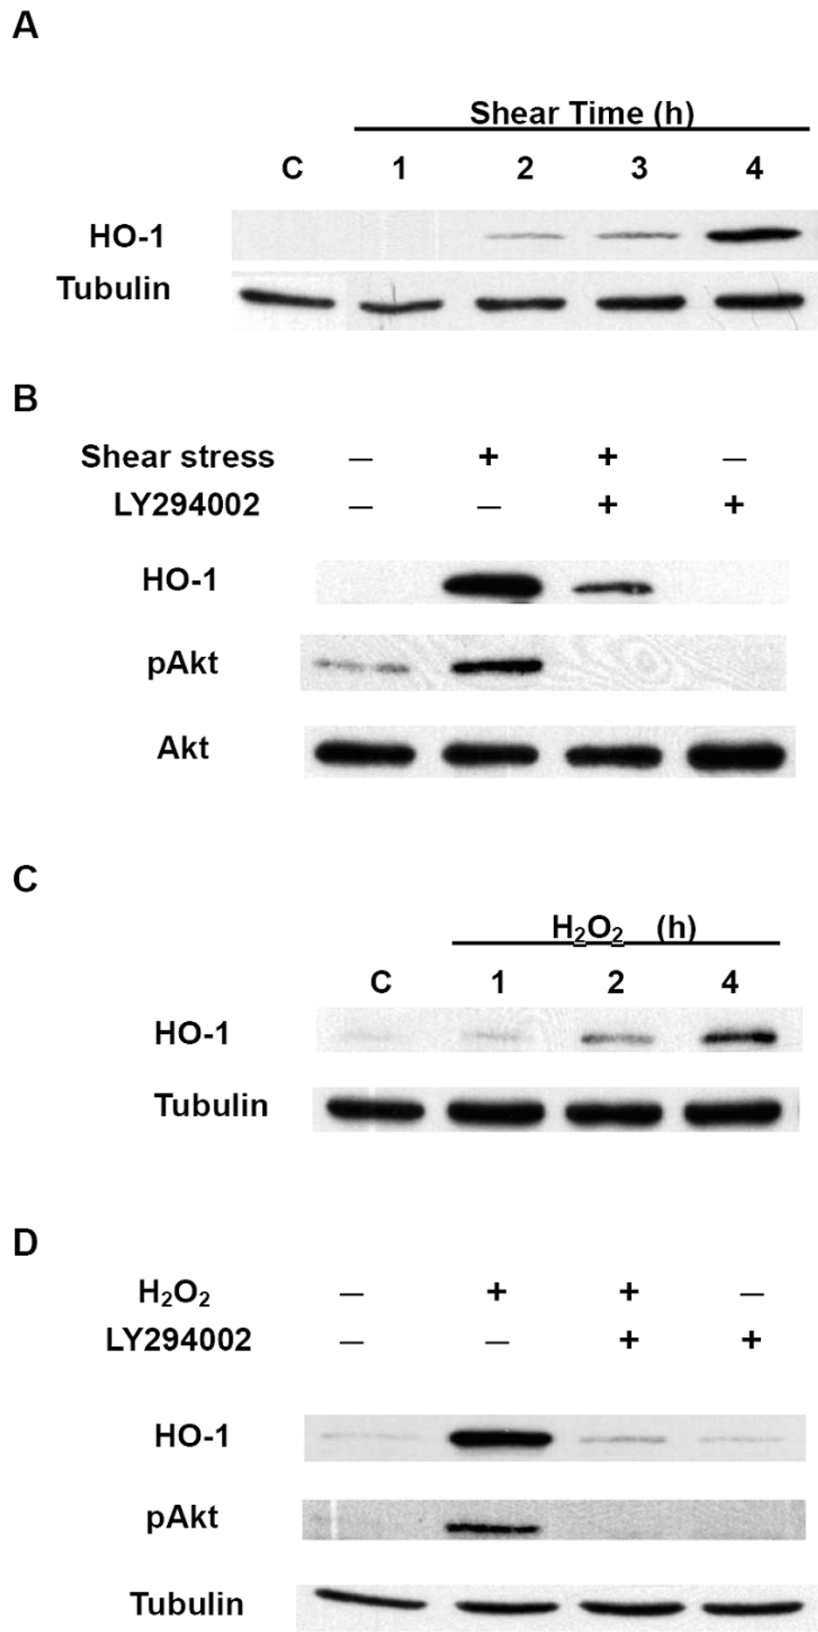 A
Shear Time (h)
C 1 2 3 4
HO-1
Tubulin
B
Shear stress – + + –
LY294002 – – + +
HO-1
pAkt
Akt
C
H₂O₂ (h)
C 1 2 4
HO-1
Tubulin
D
H₂O₂ – + + –
LY294002 – – + +
HO-1
pAkt
Tubulin